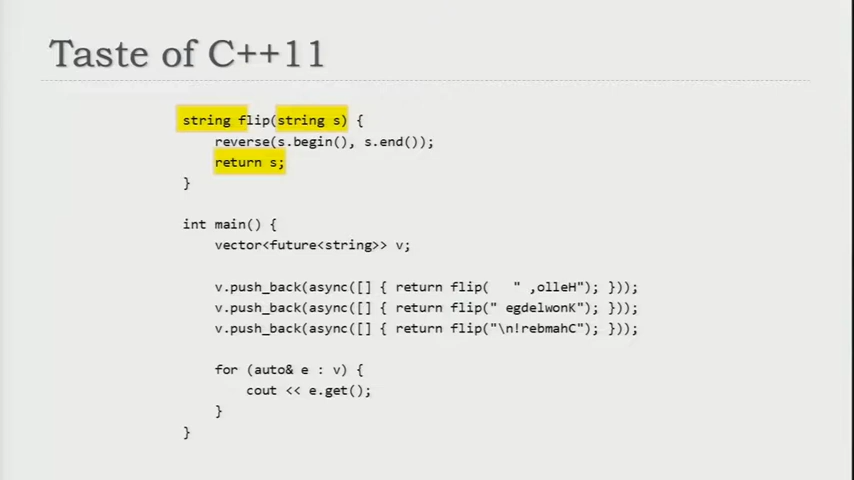 Taste of C++11
string flip(string s) {
    reverse(s.begin(), s.end());
    return s;
}
int main() {
    vector<future<string>> v;
    v.push_back(async([] { return flip(   " ,olleH"); }));
    v.push_back(async([] { return flip(" egdelwonK"); }));
    v.push_back(async([] { return flip("\n!rebmahC"); }));
    for (auto& e : v) {
        cout << e.get();
    }
}